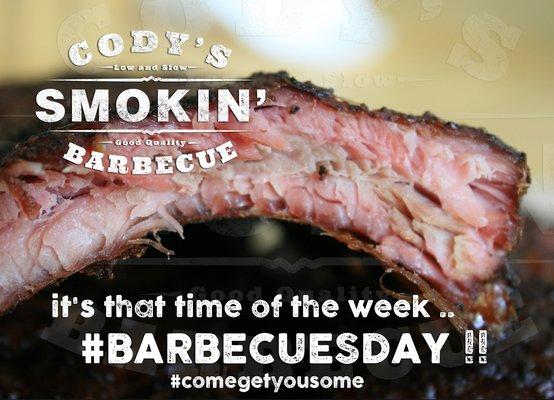 CODY'S
Low and Slow
SMOKIN'
Good Quality
BARBECUE
it's that time of the week ..
#BARBECUESDAY !!
#comegetyousome